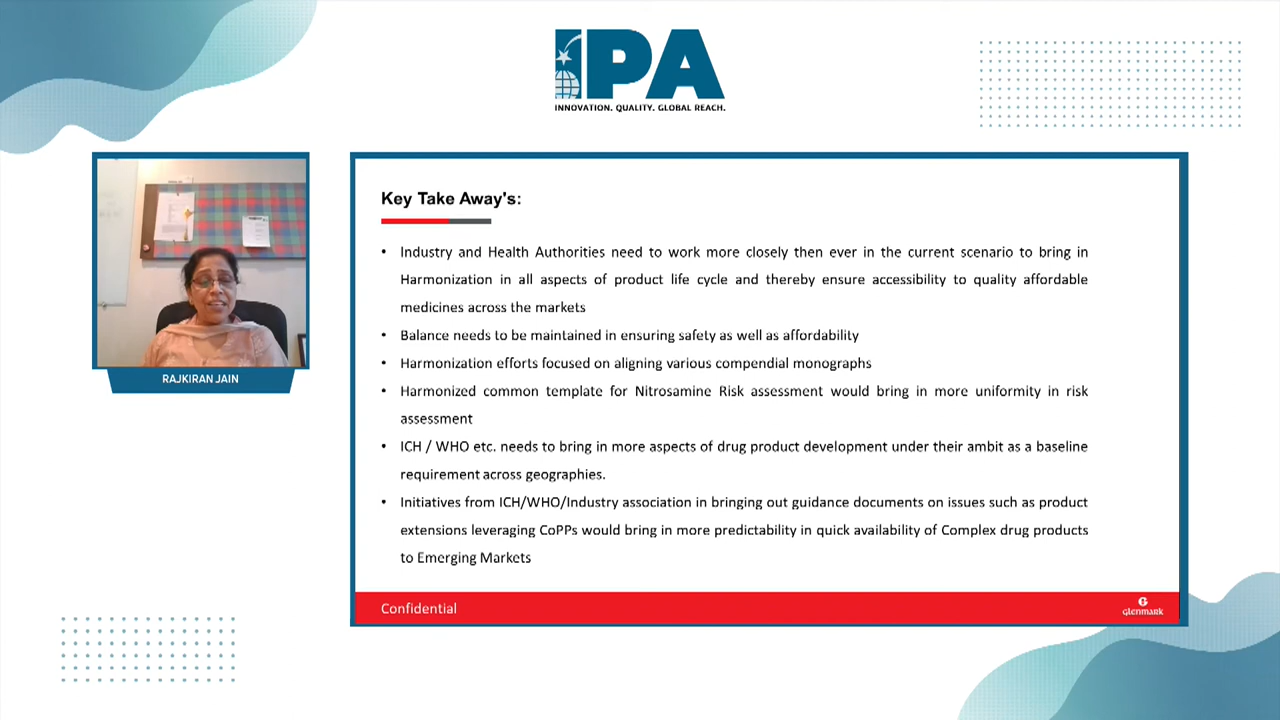 IPA
INNOVATION. QUALITY. GLOBAL REACH.
RAJKIRAN JAIN
Key Take Away's:
• Industry and Health Authorities need to work more closely then ever in the current scenario to bring in
Harmonization in all aspects of product life cycle and thereby ensure accessibility to quality affordable
medicines across the markets
• Balance needs to be maintained in ensuring safety as well as affordability
• Harmonization efforts focused on aligning various compendial monographs
• Harmonized common template for Nitrosamine Risk assessment would bring in more uniformity in risk
assessment
• ICH / WHO etc. needs to bring in more aspects of drug product development under their ambit as a baseline
requirement across geographies.
• Initiatives from ICH/WHO/Industry association in bringing out guidance documents on issues such as product
extensions leveraging CoPPs would bring in more predictability in quick availability of Complex drug products
to Emerging Markets
Confidential
Glenmark